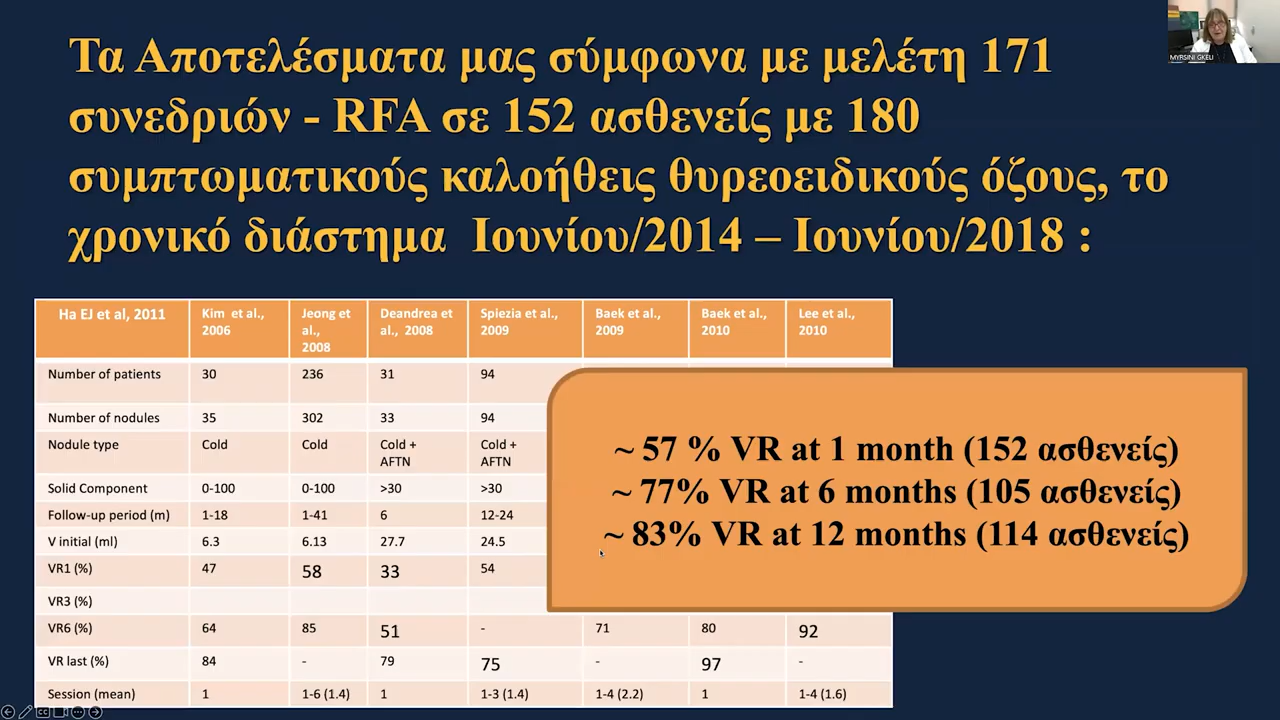 Τα Αποτελέσματα μας σύμφωνα με μελέτη 171
συνεδριών - RFA σε 152 ασθενείς με 180
συμπτωματικούς καλοήθεις θυρεοειδικούς όζους, το
χρονικό διάστημα Ιουνίου/2014 – Ιουνίου/2018 :
MYRSINI GKELI
Ha EJ et al, 2011 Kim et al., 2006 Jeong et al., 2008 Deandrea et al., 2008 Spiezia et al., 2009 Baek et al., 2009 Baek et al., 2010 Lee et al., 2010
Number of patients 30 236 31 94
Number of nodules 35 302 33 94
Nodule type Cold Cold Cold + AFTN Cold + AFTN
Solid Component 0-100 0-100 >30 >30
Follow-up period (m) 1-18 1-41 6 12-24
V initial (ml) 6.3 6.13 27.7 24.5
VR1 (%) 47 58 33 54
VR3 (%)
VR6 (%) 64 85 51 - 71 80 92
VR last (%) 84 - 79 75 - 97 -
Session (mean) 1 1-6 (1.4) 1 1-3 (1.4) 1-4 (2.2) 1 1-4 (1.6)
~ 57 % VR at 1 month (152 ασθενείς)
~ 77% VR at 6 months (105 ασθενείς)
~ 83% VR at 12 months (114 ασθενείς)